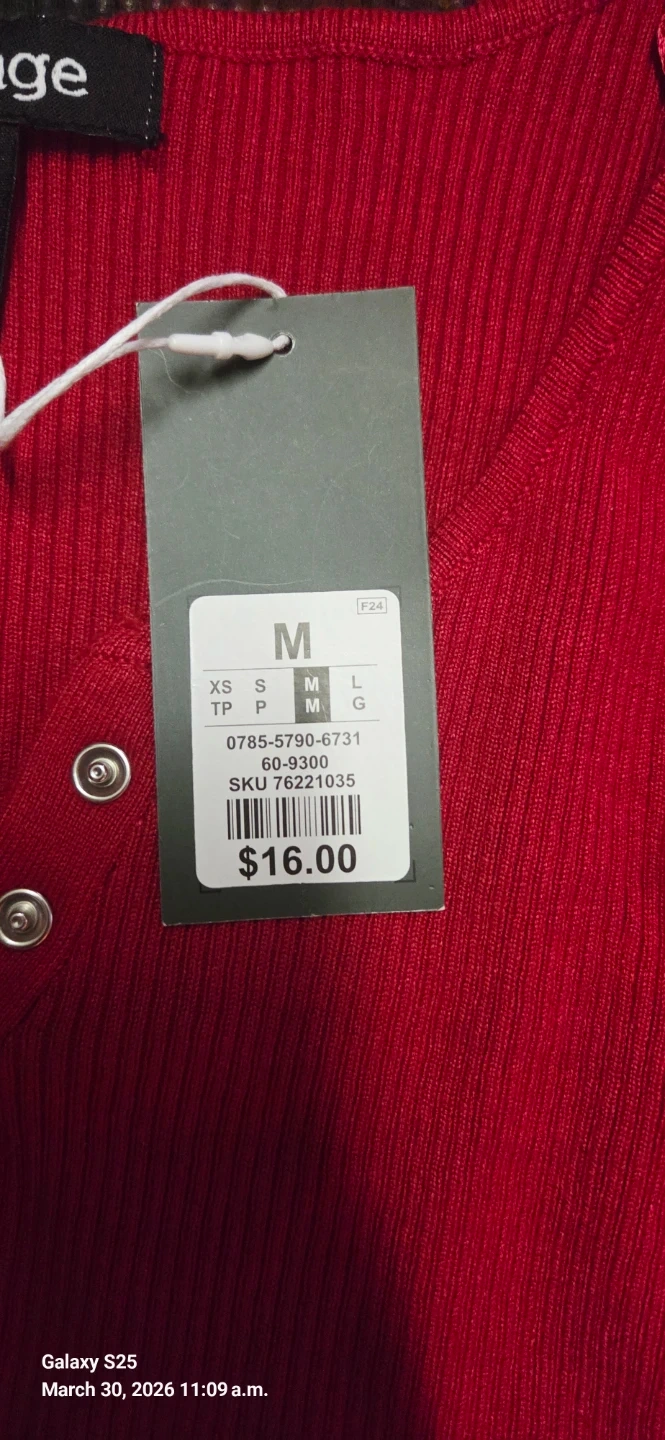 age
F24
M
XS S M L
TP P M G
0785-5790-6731
60-9300
SKU 76221035
$16.00
Galaxy S25
March 30, 2026 11:09 a.m.